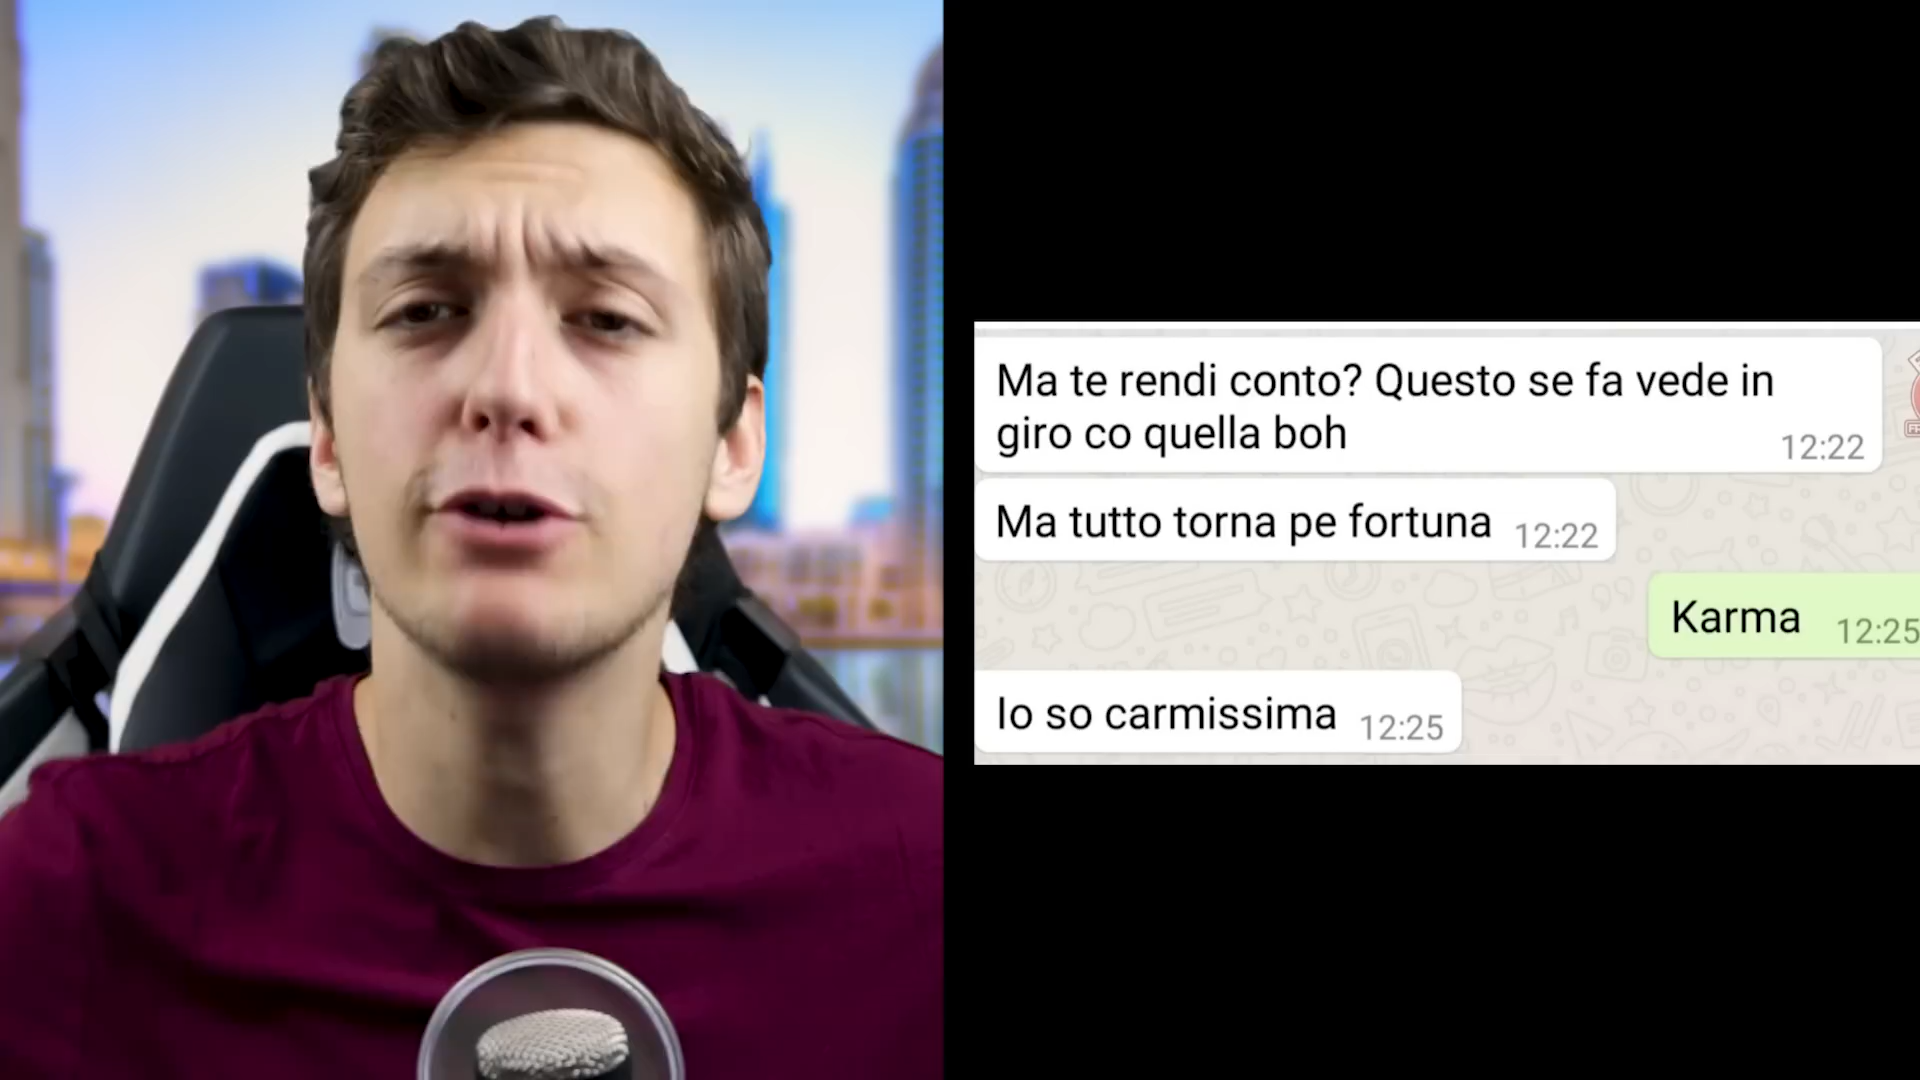 Ma te rendi conto? Questo se fa vede in
giro co quella boh
12:22
Ma tutto torna pe fortuna 12:22
Karma 12:25
Io so carmissima 12:25